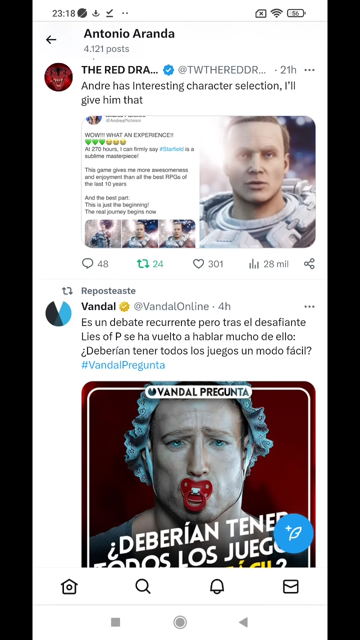 23:18
86
Antonio Aranda
4.121 posts
THE RED DRA... @TWTHEREDDR... · 21h
Andre has Interesting character selection, I'll
give him that
WOW!!! WHAT AN EXPERIENCE!!
At 270 hours, I can firmly say #Starfield is a
sublime masterpiece!
This game gives me more awesomeness
and enjoyment than all the best RPGs of
the last 10 years
And the best part:
This is just the beginning!
The real journey begins now
48
24
301
28 mil
Reposteaste
Vandal @VandalOnline · 4h
Es un debate recurrente pero tras el desafiante
Lies of P se ha vuelto a hablar mucho de ello:
¿Deberían tener todos los juegos un modo fácil?
#VandalPregunta
VANDAL PREGUNTA
¿DEBERÍAN TENER
TODOS LOS JUEGO